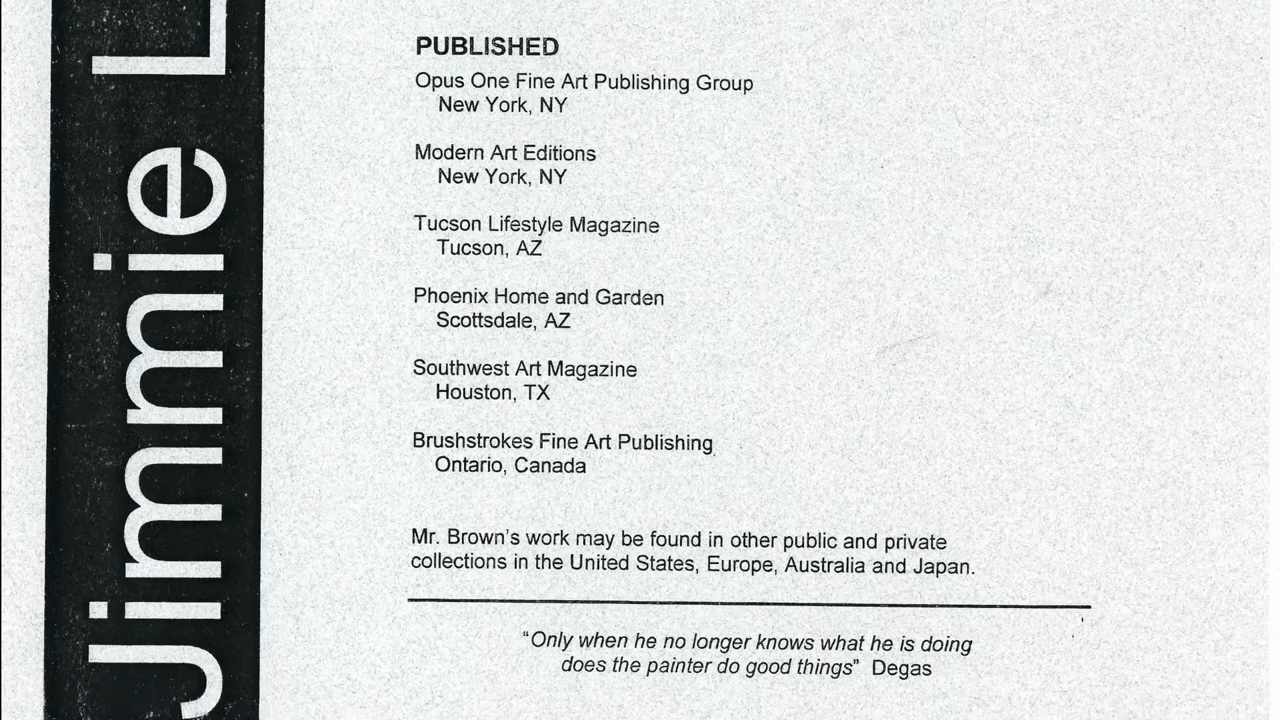 Jimmie L
PUBLISHED
Opus One Fine Art Publishing Group
New York, NY
Modern Art Editions
New York, NY
Tucson Lifestyle Magazine
Tucson, AZ
Phoenix Home and Garden
Scottsdale, AZ
Southwest Art Magazine
Houston, TX
Brushstrokes Fine Art Publishing
Ontario, Canada
Mr. Brown's work may be found in other public and private
collections in the United States, Europe, Australia and Japan.
"Only when he no longer knows what he is doing
does the painter do good things" Degas